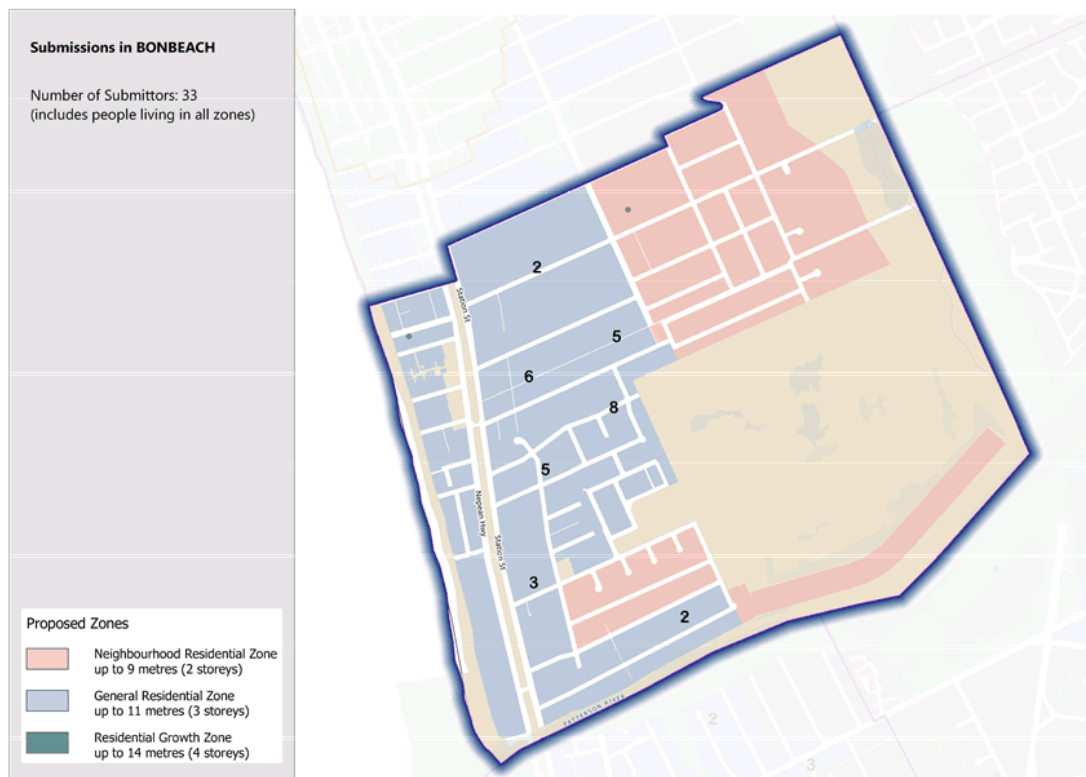 Submissions in BONBEACH
Number of Submittors: 33
(includes people living in all zones)
2
Station St
5
6
8
5
Nepean Hwy
Station St
3
2
PATTERSON RIVER
2
3
Proposed Zones
Neighbourhood Residential Zone
up to 9 metres (2 storeys)
General Residential Zone
up to 11 metres (3 storeys)
Residential Growth Zone
up to 14 metres (4 storeys)